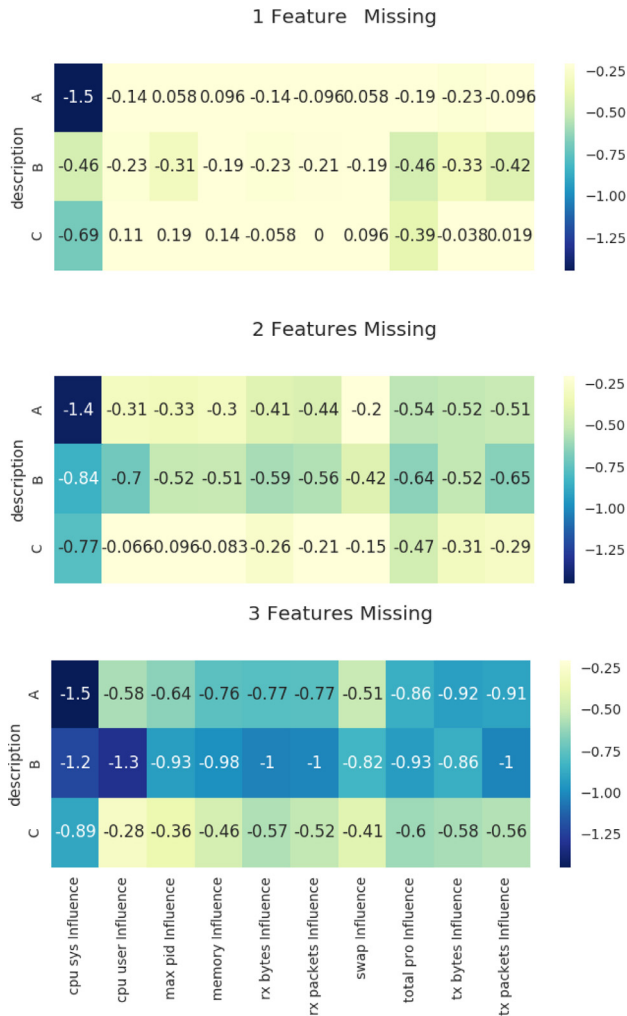 1 Feature Missing
A -1.5 -0.14 0.058 0.096 -0.14 -0.096 0.058 -0.19 -0.23 -0.096
B -0.46 -0.23 -0.31 -0.19 -0.23 -0.21 -0.19 -0.46 -0.33 -0.42
C -0.69 0.11 0.19 0.14 -0.058 0 0.096 -0.39 -0.038 0.019
description
−0.25
−0.50
−0.75
−1.00
−1.25
2 Features Missing
A -1.4 -0.31 -0.33 -0.3 -0.41 -0.44 -0.2 -0.54 -0.52 -0.51
B -0.84 -0.7 -0.52 -0.51 -0.59 -0.56 -0.42 -0.64 -0.52 -0.65
C -0.77 -0.066 -0.096 -0.083 -0.26 -0.21 -0.15 -0.47 -0.31 -0.29
description
−0.25
−0.50
−0.75
−1.00
−1.25
3 Features Missing
A -1.5 -0.58 -0.64 -0.76 -0.77 -0.77 -0.51 -0.86 -0.92 -0.91
B -1.2 -1.3 -0.93 -0.98 -1 -1 -0.82 -0.93 -0.86 -1
C -0.89 -0.28 -0.36 -0.46 -0.57 -0.52 -0.41 -0.6 -0.58 -0.56
description
−0.25
−0.50
−0.75
−1.00
−1.25
cpu sys Influence
cpu user Influence
max pid Influence
memory Influence
rx bytes Influence
rx packets Influence
swap Influence
total pro Influence
tx bytes Influence
tx packets Influence